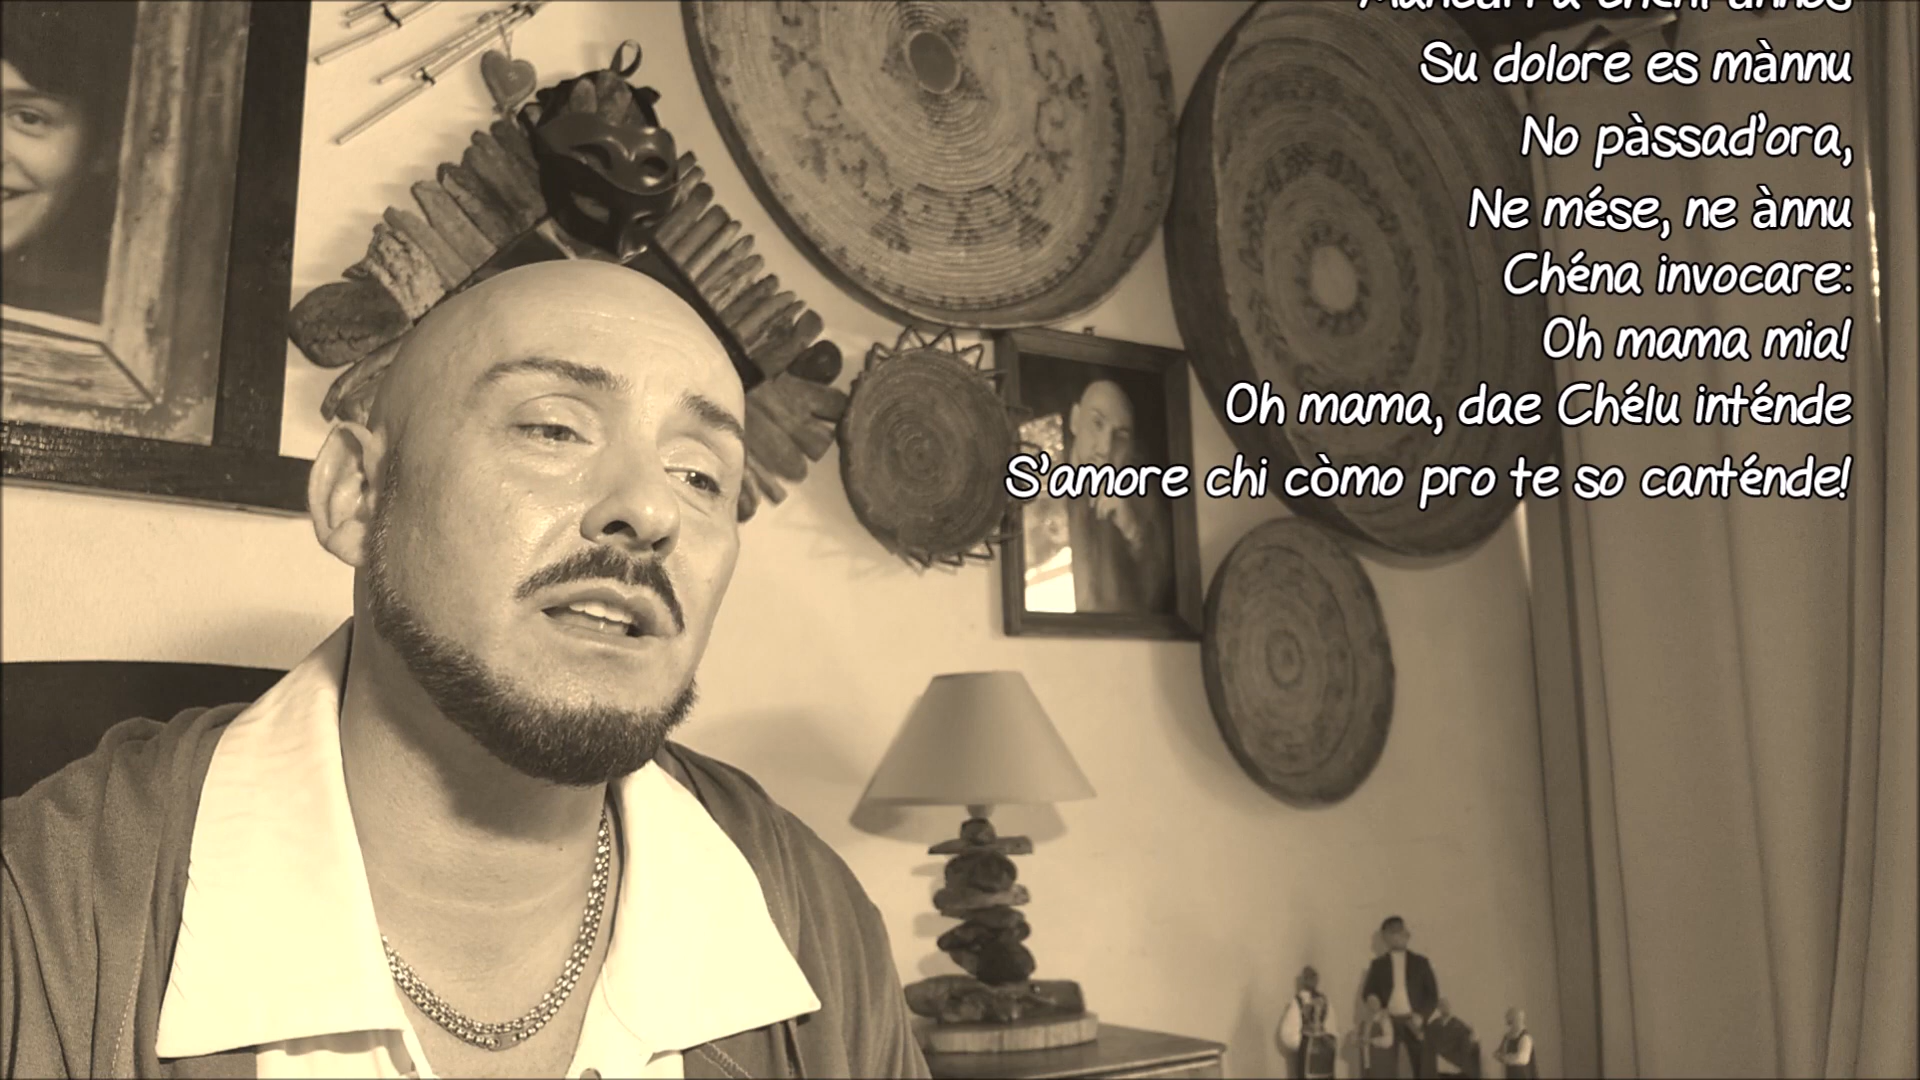 Su dolore es mànnu
No pàssad'ora,
Ne mése, ne ànnu
Chéna invocare:
Oh mama mia!
Oh mama, dae Chélu inténde
S'amore chi còmo pro te so canténde!